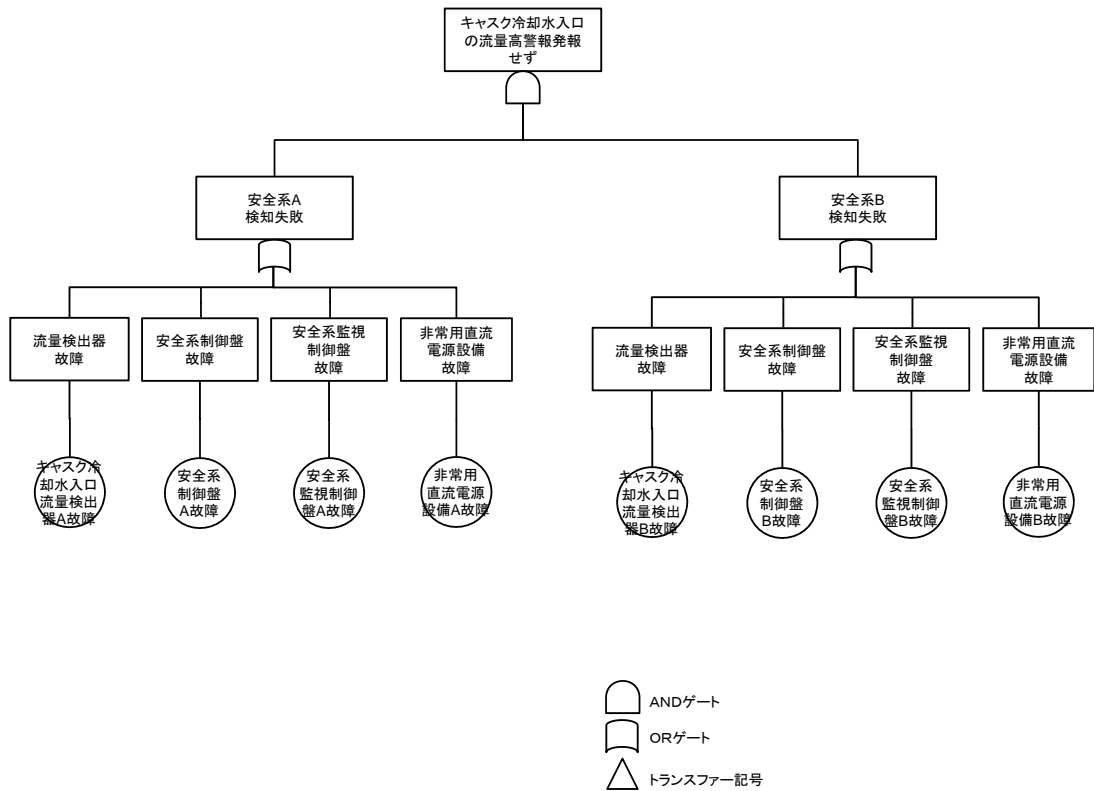 キャスク冷却水入口
の流量高警報発報
せず
安全系A
検知失敗
安全系B
検知失敗
流量検出器
故障
安全系制御盤
故障
安全系監視
制御盤
故障
非常用直流
電源設備
故障
流量検出器
故障
安全系制御盤
故障
安全系監視
制御盤
故障
非常用直流
電源設備
故障
キャスク冷
却水入口
流量検出
器A故障
安全系
制御盤
A故障
安全系
監視制御
盤A故障
非常用
直流電源
設備A故障
キャスク冷
却水入口
流量検出
器B故障
安全系
制御盤
B故障
安全系
監視制御
盤B故障
非常用
直流電源
設備B故障
ANDゲート
ORゲート
トランスファー記号